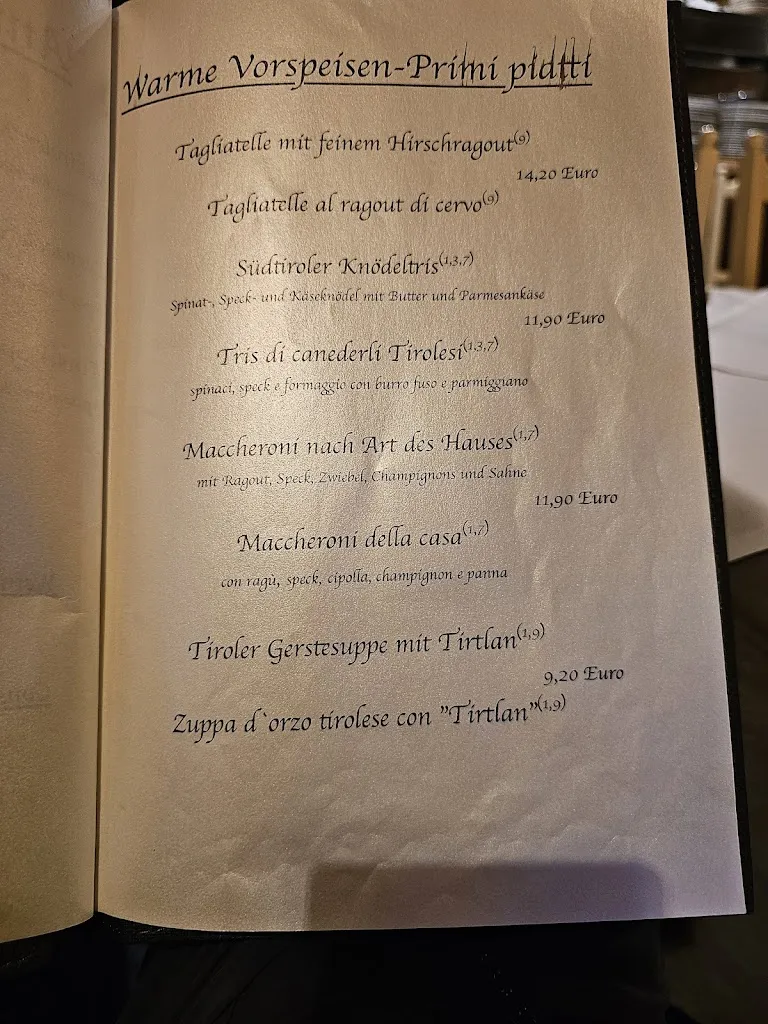 Warme Vorspeisen-Primi piatti
Tagliatelle mit feinem Hirschragout(9)
14,20 Euro
Tagliatelle al ragout di cervo(9)
Südtiroler Knödeltris(1,3,7)
Spinat-, Speck- und Käseknödel mit Butter und Parmesankäse
11,90 Euro
Tris di canederli Tirolesi(1,3,7)
spinaci, speck e formaggio con burro fuso e parmiggiano
Maccheroni nach Art des Hauses(1,7)
mit Ragout, Speck, Zwiebel, Champignons und Sahne
11,90 Euro
Maccheroni della casa(1,7)
con ragù, speck, cipolla, champignon e panna
Tiroler Gerstesuppe mit Tirtlan(1,9)
9,20 Euro
Zuppa d`orzo tirolese con "Tirtlan"(1,9)